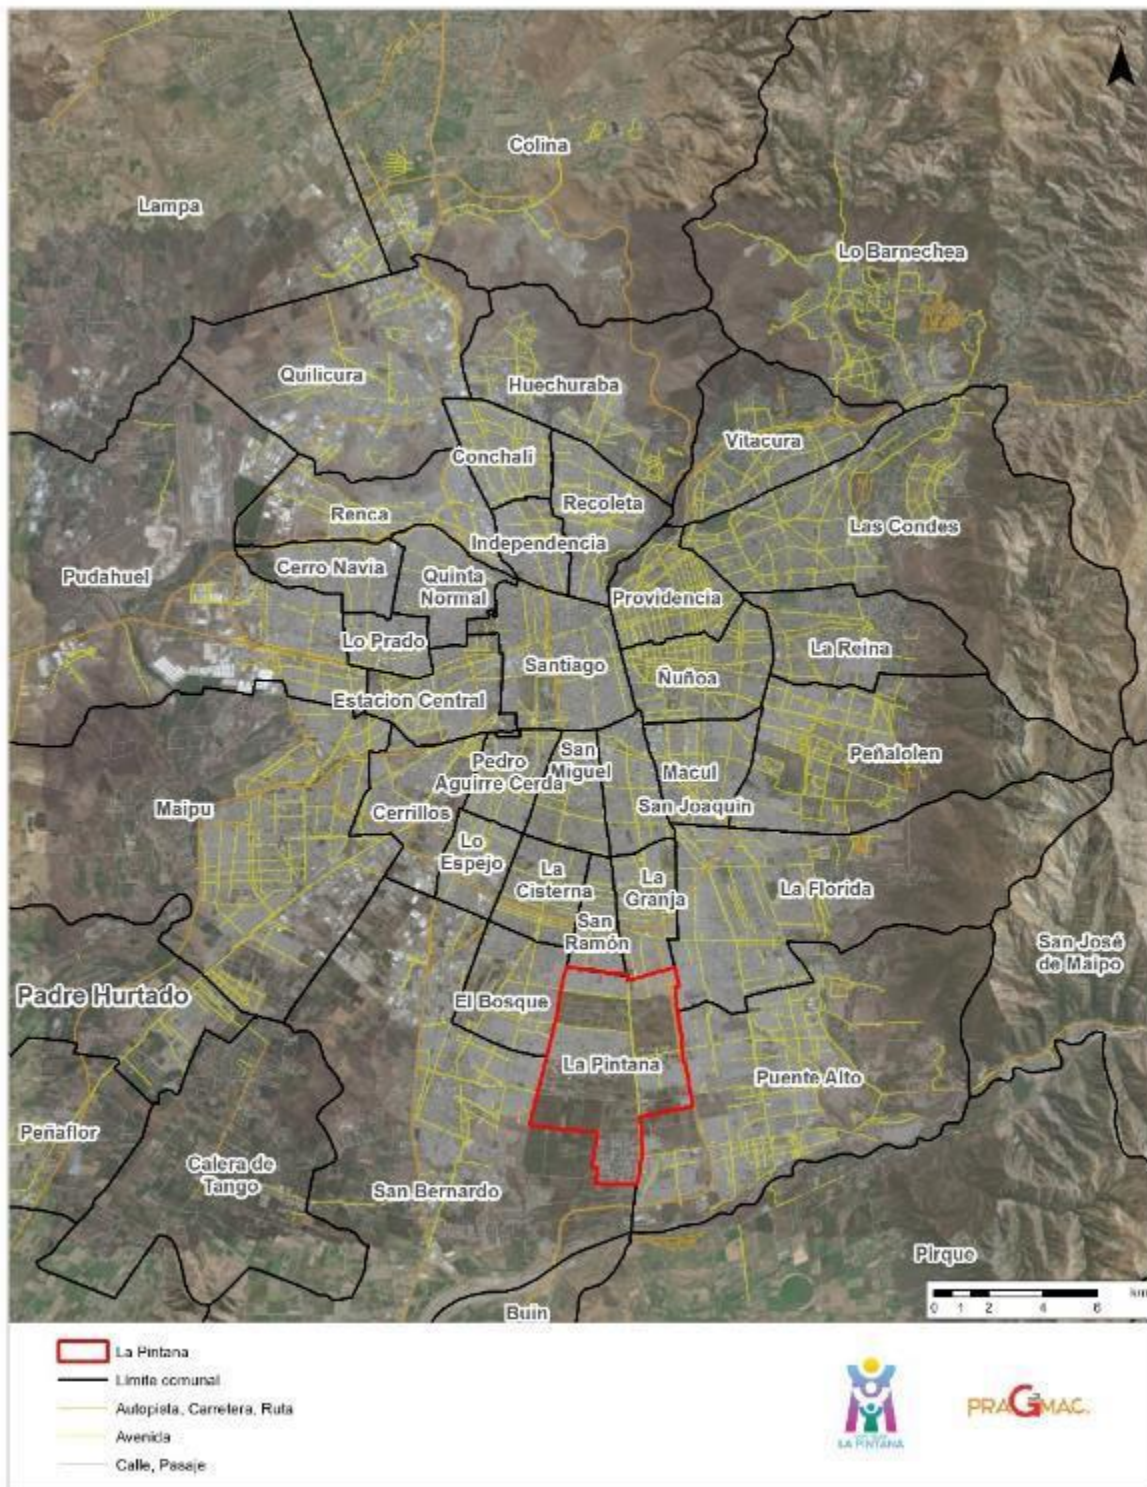 Colina
Lampa
Lo Barnechea
Quilicura
Huechuraba
Vitacura
Conchalí
Recoleta
Renca
Las Condes
Independencia
Pudahuel
Cerro Navia
Quinta
Normal
Providencia
Lo Prado
La Reina
Santiago
Ñuñoa
Estacion Central
Pedro
Aguirre Cerda
San
Miguel
Macul
Peñalolen
Maipu
Cerrillos
San Joaquin
Lo
Espejo
La
Cisterna
La
Granja
La Florida
San
Ramón
San José
de Maipo
Padre Hurtado
El Bosque
La Pintana
Puente Alto
Peñaflor
Calera de
Tango
San Bernardo
Pirque
Buin
km
0 1 2 4 6
La Pintana
Límite comunal
Autopista, Carretera, Ruta
Avenida
Calle, Pasaje
LA PINTANA
PRAGMAC.